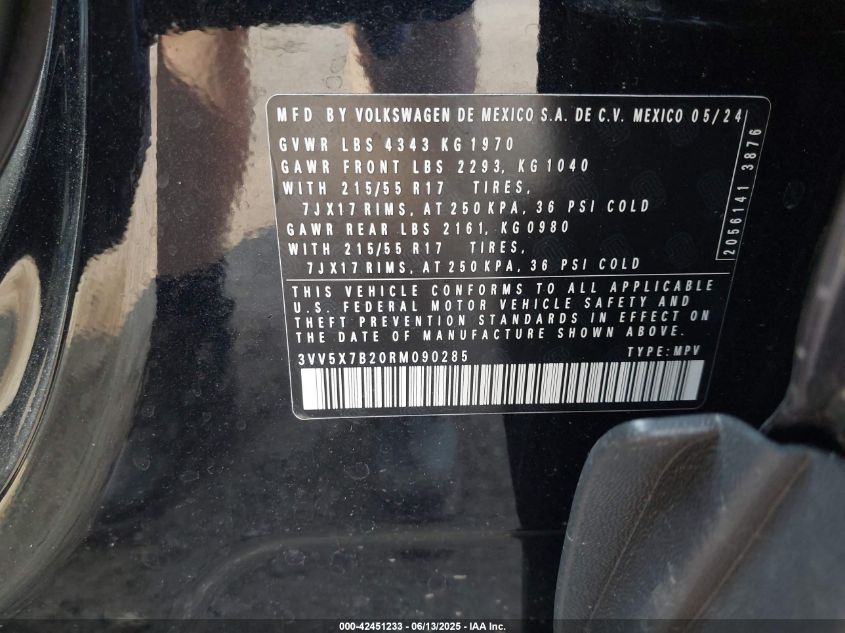 MFD BY VOLKSWAGEN DE MEXICO S.A. DE C.V. MEXICO 05/24
GVWR LBS 4343 KG 1970
GAWR FRONT LBS 2293, KG 1040
WITH 215/55 R17 TIRES,
7JX17 RIMS, AT 250 KPA, 36 PSI COLD
GAWR REAR LBS 2161, KG 0980
WITH 215/55 R17 TIRES,
7JX17 RIMS, AT 250 KPA, 36 PSI COLD
2056141 3876
THIS VEHICLE CONFORMS TO ALL APPLICABLE
U.S. FEDERAL MOTOR VEHICLE SAFETY AND
THEFT PREVENTION STANDARDS IN EFFECT ON
THE DATE OF MANUFACTURE SHOWN ABOVE.
3VV5X7B20RM090285 TYPE: MPV
000-42451233 - 06/13/2025 - IAA Inc.